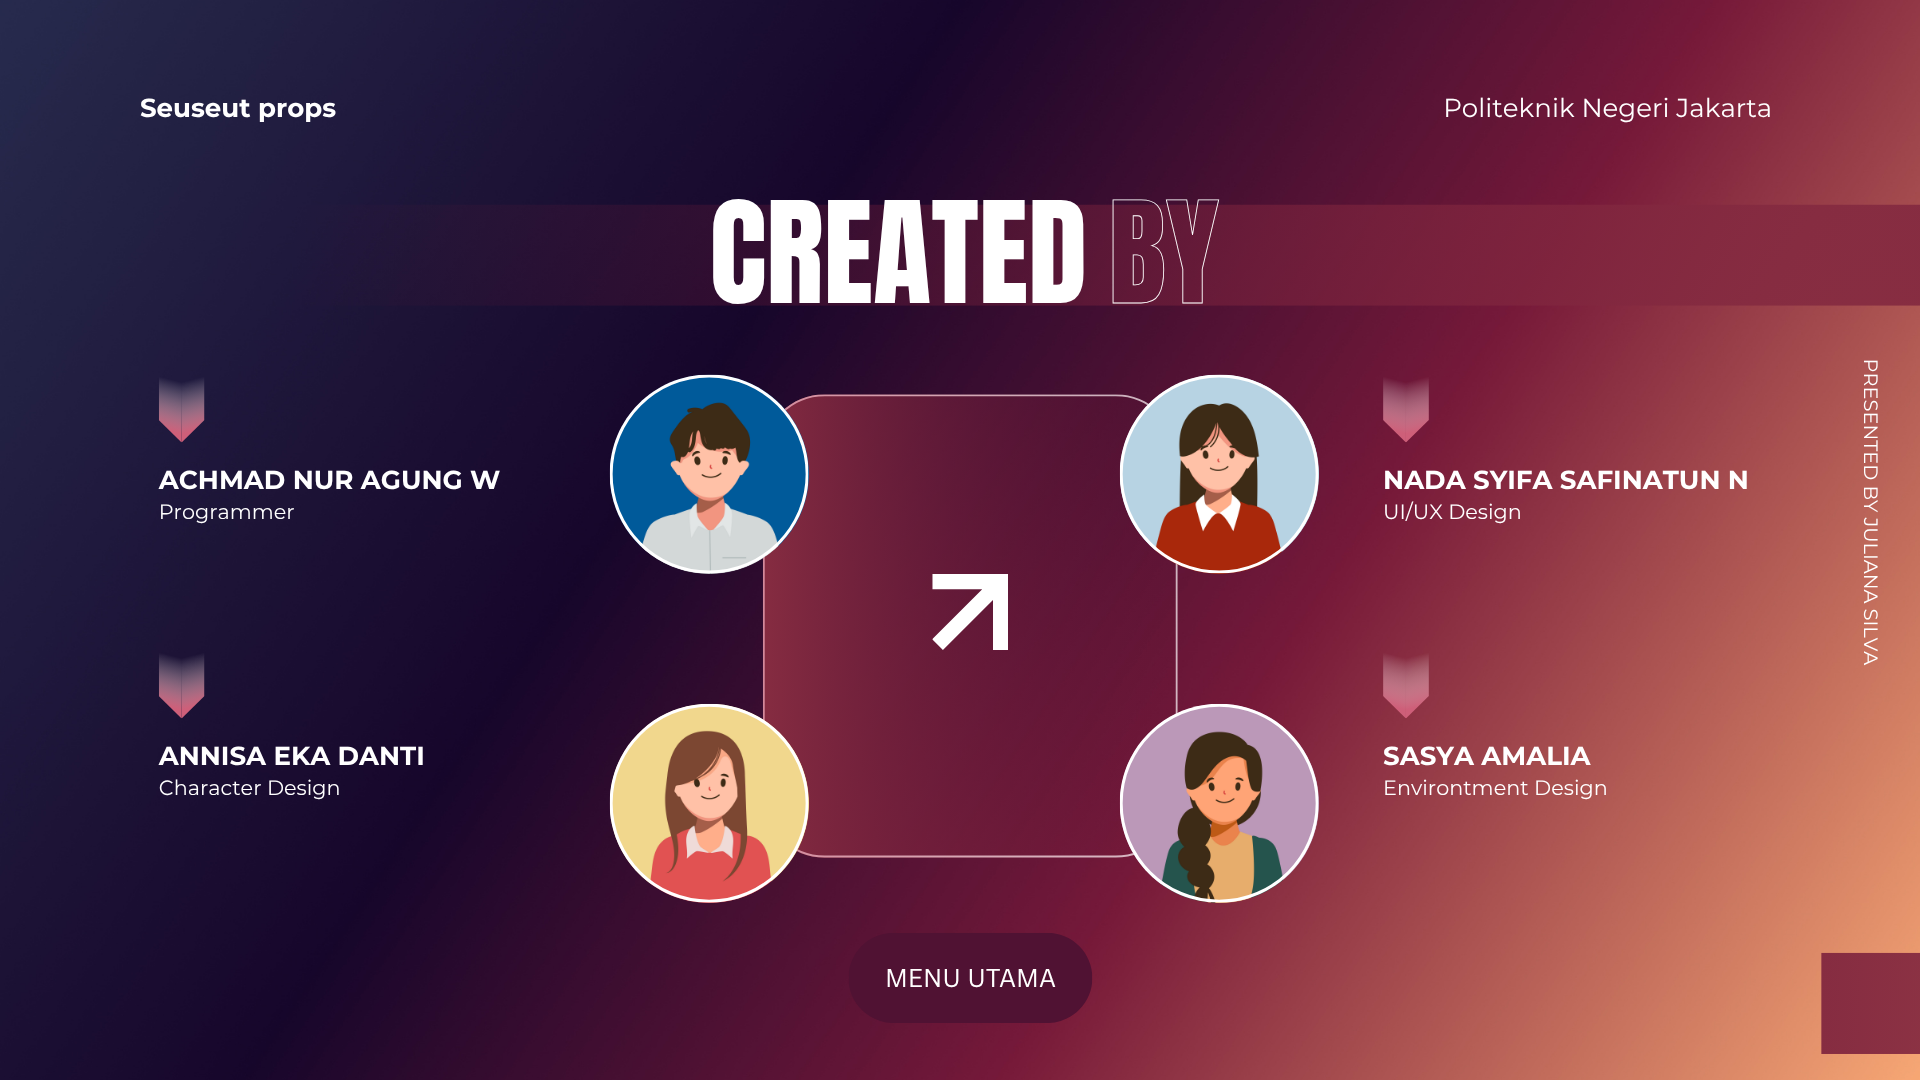 Seuseut props
Politeknik Negeri Jakarta
CREATED BY
ACHMAD NUR AGUNG W
Programmer
NADA SYIFA SAFINATUN N
UI/UX Design
ANNISA EKA DANTI
Character Design
SASYA AMALIA
Environtment Design
PRESENTED BY JULIANA SILVA
MENU UTAMA